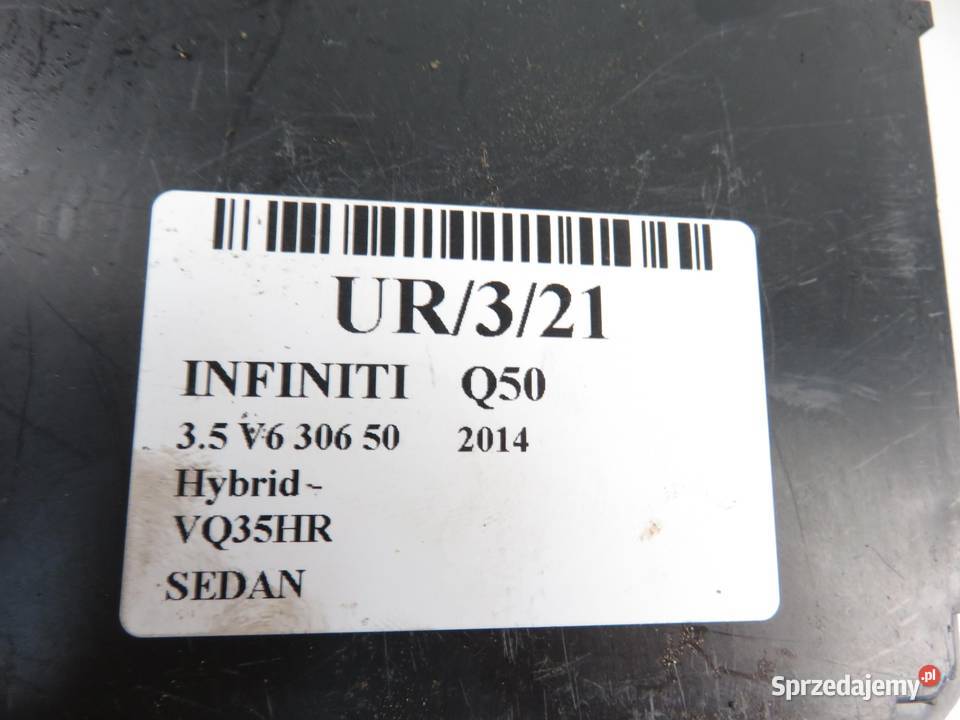 UR/3/21
INFINITI Q50
3.5 V6 306 50 2014
Hybrid -
VQ35HR
SEDAN
Sprzedajemy.pl